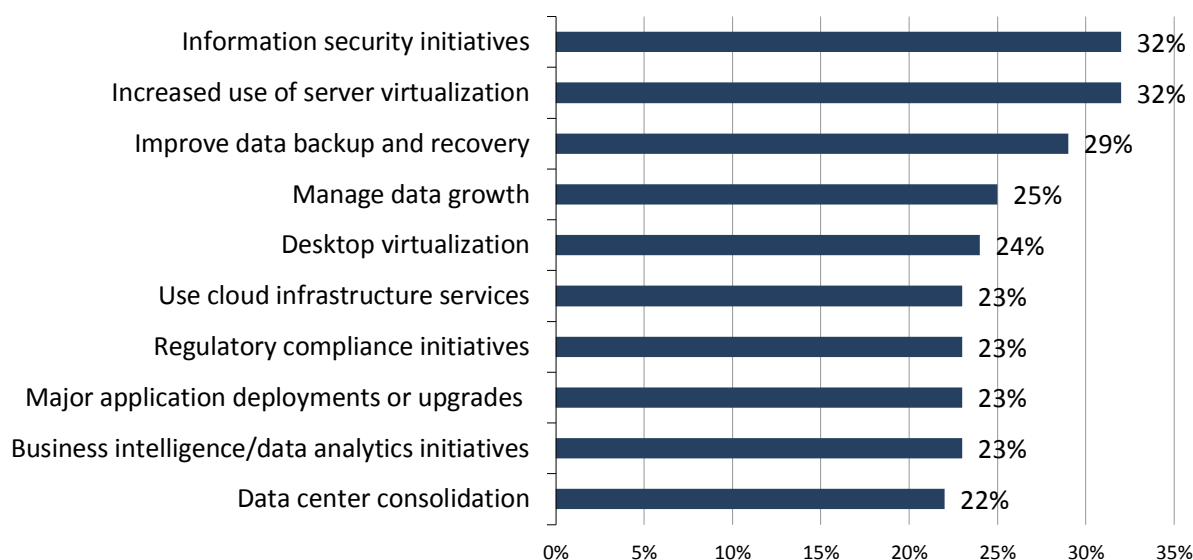 Information security initiatives 32%
Increased use of server virtualization 32%
Improve data backup and recovery 29%
Manage data growth 25%
Desktop virtualization 24%
Use cloud infrastructure services 23%
Regulatory compliance initiatives 23%
Major application deployments or upgrades 23%
Business intelligence/data analytics initiatives 23%
Data center consolidation 22%
0% 5% 10% 15% 20% 25% 30% 35%